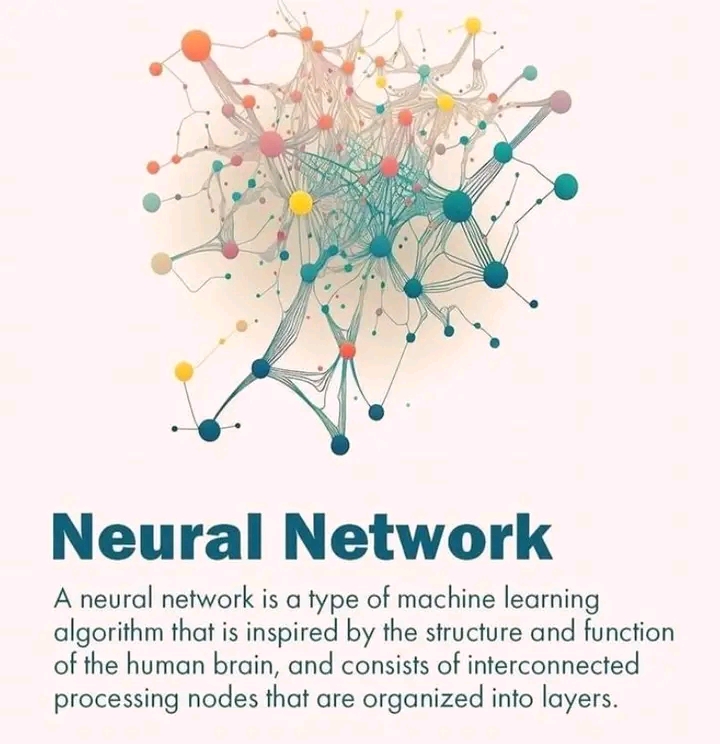 Neural Network
A neural network is a type of machine learning
algorithm that is inspired by the structure and function
of the human brain, and consists of interconnected
processing nodes that are organized into layers.